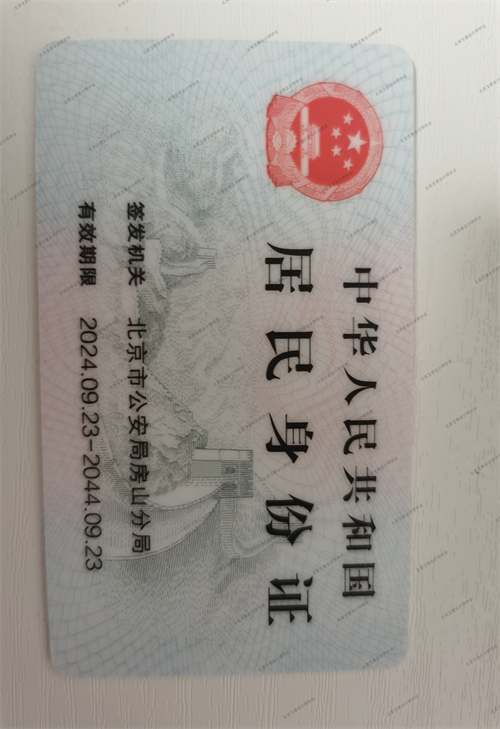 中华人民共和国
居民身份证
签发机关 北京市公安局房山分局
有效期限 2024.09.23-2044.09.23